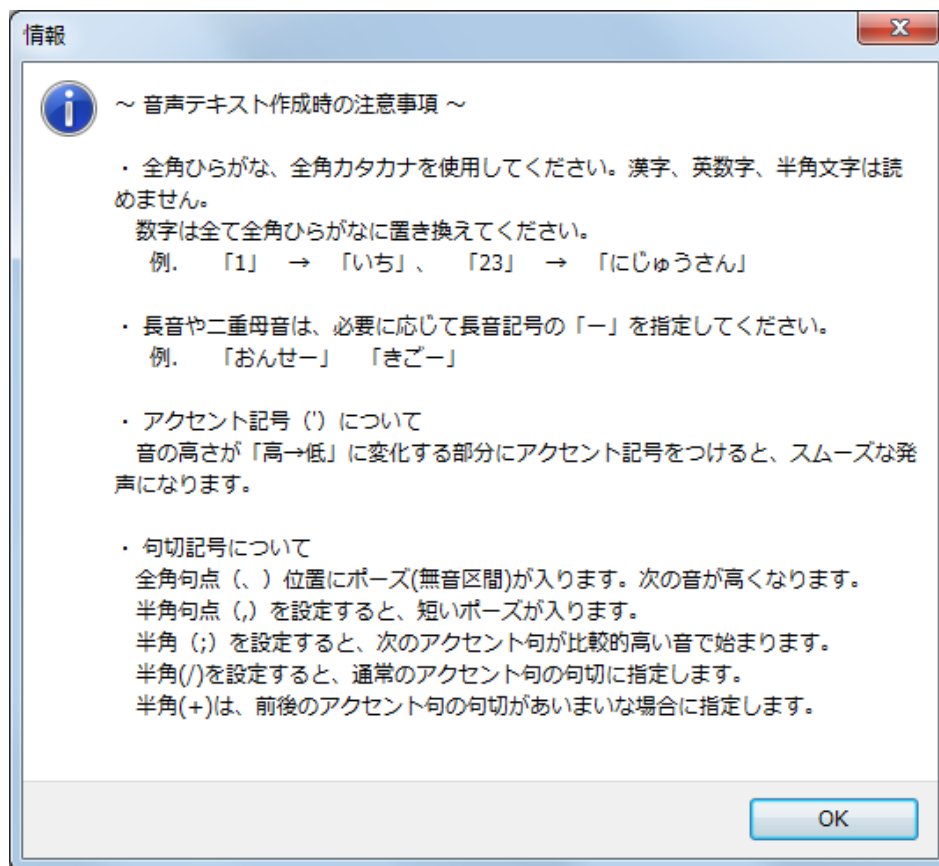 情報
～ 音声テキスト作成時の注意事項 ～
・ 全角ひらがな、全角カタカナを使用してください。漢字、英数字、半角文字は読
めません。
数字は全て全角ひらがなに置き換えてください。
例. 「1」 → 「いち」、 「23」 → 「にじゅうさん」
・ 長音や二重母音は、必要に応じて長音記号の「ー」を指定してください。
例. 「おんせー」 「きごー」
・ アクセント記号（'）について
音の高さが「高→低」に変化する部分にアクセント記号をつけると、スムーズな発
声になります。
・ 句切記号について
全角句点（、）位置にポーズ(無音区間)が入ります。次の音が高くなります。
半角句点（,）を設定すると、短いポーズが入ります。
半角（;）を設定すると、次のアクセント句が比較的高い音で始まります。
半角(/)を設定すると、通常のアクセント句の句切に指定します。
半角(+)は、前後のアクセント句の句切があいまいな場合に指定します。
OK